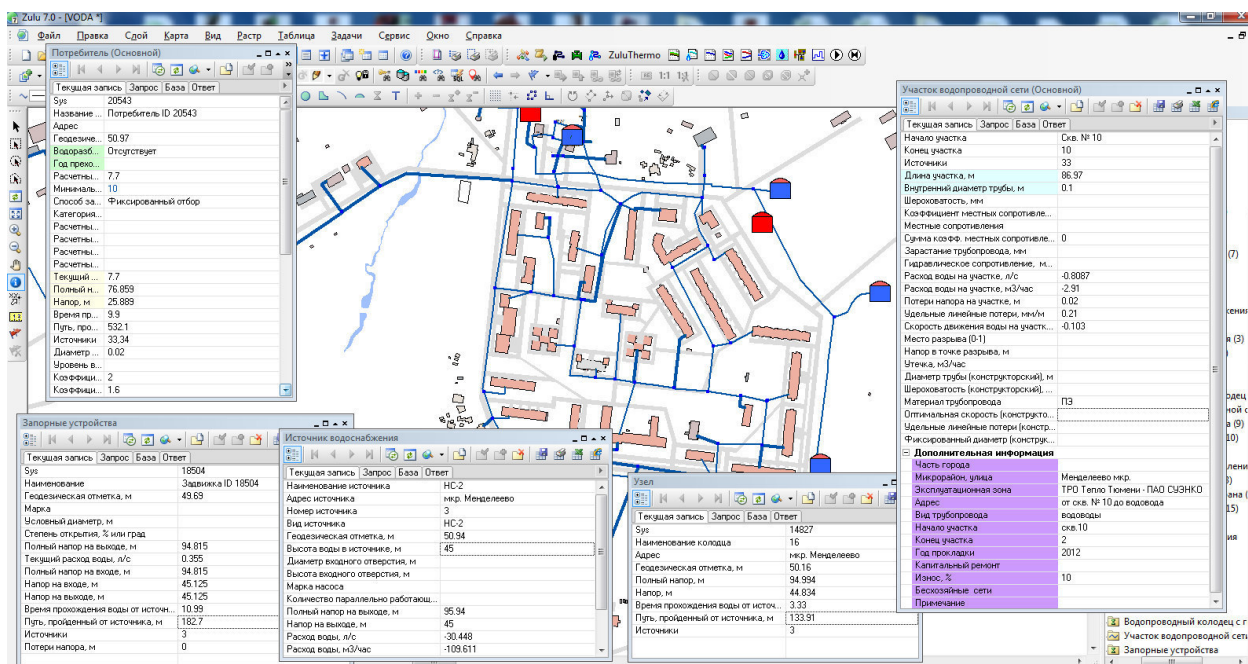 Zulu 7.0 - [VODA *]
Файл Правка Слой Карта Вид Растр Таблица Задачи Сервис Окно Справка
ZuluThermo
1:1
Потребитель (Основной)
Текущая запись Запрос База Ответ
Sys 20543
Название ... Потребитель ID 20543
Адрес
Геодезиче... 50.97
Водоразб... Отсутствует
Год прехо...
Расчетны... 7.7
Минималь... 10
Способ за... Фиксированный отбор
Категория...
Расчетны...
Расчетны...
Расчетны...
Расчетны...
Текущий ... 7.7
Полный н... 76.859
Напор, м 25.889
Время пр... 9.9
Путь, про... 532.1
Источники 33,34
Диаметр ... 0.02
Уровень в...
Коэффици... 2
Коэффици... 1.6
Участок водопроводной сети (Основной)
Текущая запись Запрос База Ответ
Начало участка Скв. № 10
Конец участка 10
Источники 33
Длина участка, м 86.97
Внутренний диаметр трубы, м 0.1
Шероховатость, мм
Коэффициент местных сопротивле...
Местные сопротивления
Сумма коэфф. местных сопротивле... 0
Зарастание трубопровода, мм
Гидравлическое сопротивление, м...
Расход воды на участке, л/с -0.8087
Расход воды на участке, м3/час -2.91
Потери напора на участке, м 0.02
Удельные линейные потери, мм/м 0.21
Скорость движения воды на участк... -0.103
Место разрыва (0-1)
Напор в точке разрыва, м
Утечка, м3/час
Диаметр трубы (конструкторский), м
Шероховатость (конструкторский), ...
Материал трубопровода ПЭ
Оптимальная скорость (конструкто...
Удельные линейные потери (констр...
Фиксированный диаметр (конструк...
Дополнительная информация
Часть города
Микрорайон, улица Менделеево мкр.
Эксплуатационная зона ТРО Тепло Тюмени - ПАО СУЭНКО
Адрес от скв. № 10 до водовода
Вид трубопровода водоводы
Начало участка скв.10
Конец участка 2
Год прокладки 2012
Капитальный ремонт
Износ, % 10
Бесхозяйные сети
Примечание
Запорные устройства
Текущая запись Запрос База Ответ
Sys 18504
Наименование Задвижка ID 18504
Геодезическая отметка, м 49.69
Марка
Условный диаметр, м
Степень открытия, % или град
Полный напор на выходе, м 94.815
Текущий расход воды, л/с 0.355
Полный напор на входе, м 94.815
Напор на входе, м 45.125
Напор на выходе, м 45.125
Время прохождения воды от источн... 10.99
Путь, пройденный от источника, м 182.7
Источники 3
Потери напора, м 0
Источник водоснабжения
Текущая запись Запрос База Ответ
Наименование источника НС-2
Адрес источника мкр. Менделеево
Номер источника 3
Вид источника НС-2
Геодезическая отметка, м 50.94
Высота воды в источнике, м 45
Диаметр входного отверстия, м
Высота входного отверстия, м
Марка насоса
Количество параллельно работающ...
Полный напор на выходе, м 95.94
Напор на выходе, м 45
Расход воды, л/с -30.448
Расход воды, м3/час -109.611
Узел
Текущая запись Запрос База Ответ
Sys 14827
Наименование колодца 16
Адрес мкр. Менделеево
Геодезическая отметка, м 50.16
Полный напор, м 94.994
Напор, м 44.834
Время прохождения воды от источ... 3.33
Путь, пройденный от источника, м 133.91
Источники 3
(7)
(3)
(9)
10)
15)
Водопроводный колодец с г
Участок водопроводной сети
Запорные устройства